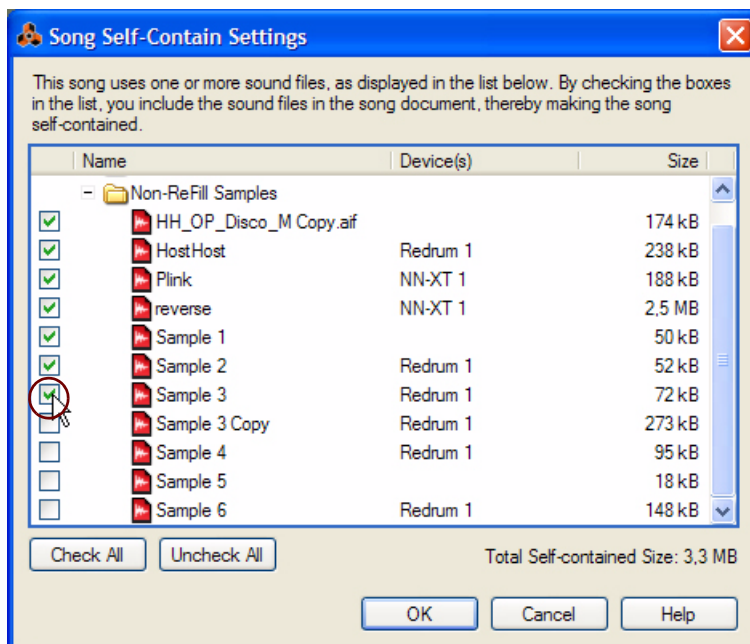 Song Self-Contain Settings
This song uses one or more sound files, as displayed in the list below. By checking the boxes
in the list, you include the sound files in the song document, thereby making the song
self-contained.
Name Device(s) Size
Non-ReFill Samples
HH_OP_Disco_M Copy.aif 174 kB
HostHost Redrum 1 238 kB
Plink NN-XT 1 188 kB
reverse NN-XT 1 2,5 MB
Sample 1 50 kB
Sample 2 Redrum 1 52 kB
Sample 3 Redrum 1 72 kB
Sample 3 Copy Redrum 1 273 kB
Sample 4 Redrum 1 95 kB
Sample 5 18 kB
Sample 6 Redrum 1 148 kB
Check All Uncheck All Total Self-contained Size: 3,3 MB
OK Cancel Help